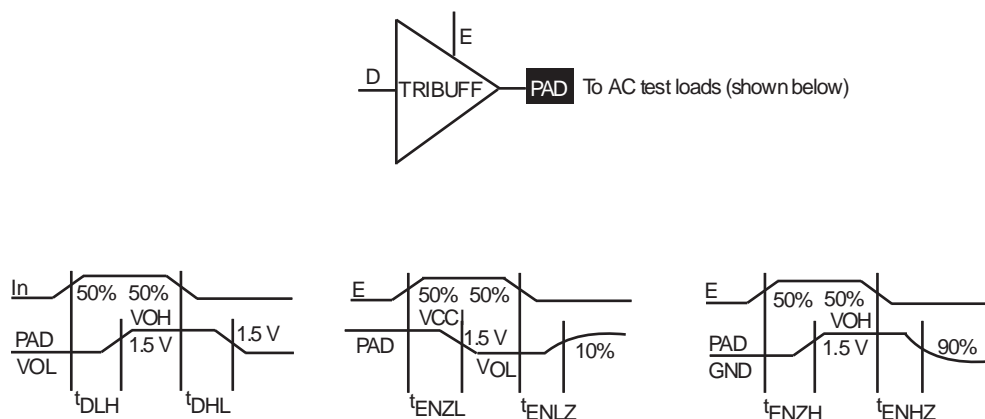 E
D
TRIBUFF
PAD
To AC test loads (shown below)
In
50% 50%
VOH
PAD
1.5 V
1.5 V
VOL
tDLH
tDHL
E
50% 50%
VCC
1.5 V
PAD
VOL
10%
tENZL
tENLZ
E
50% 50%
VOH
PAD
1.5 V
90%
GND
tENZH
tENHZ